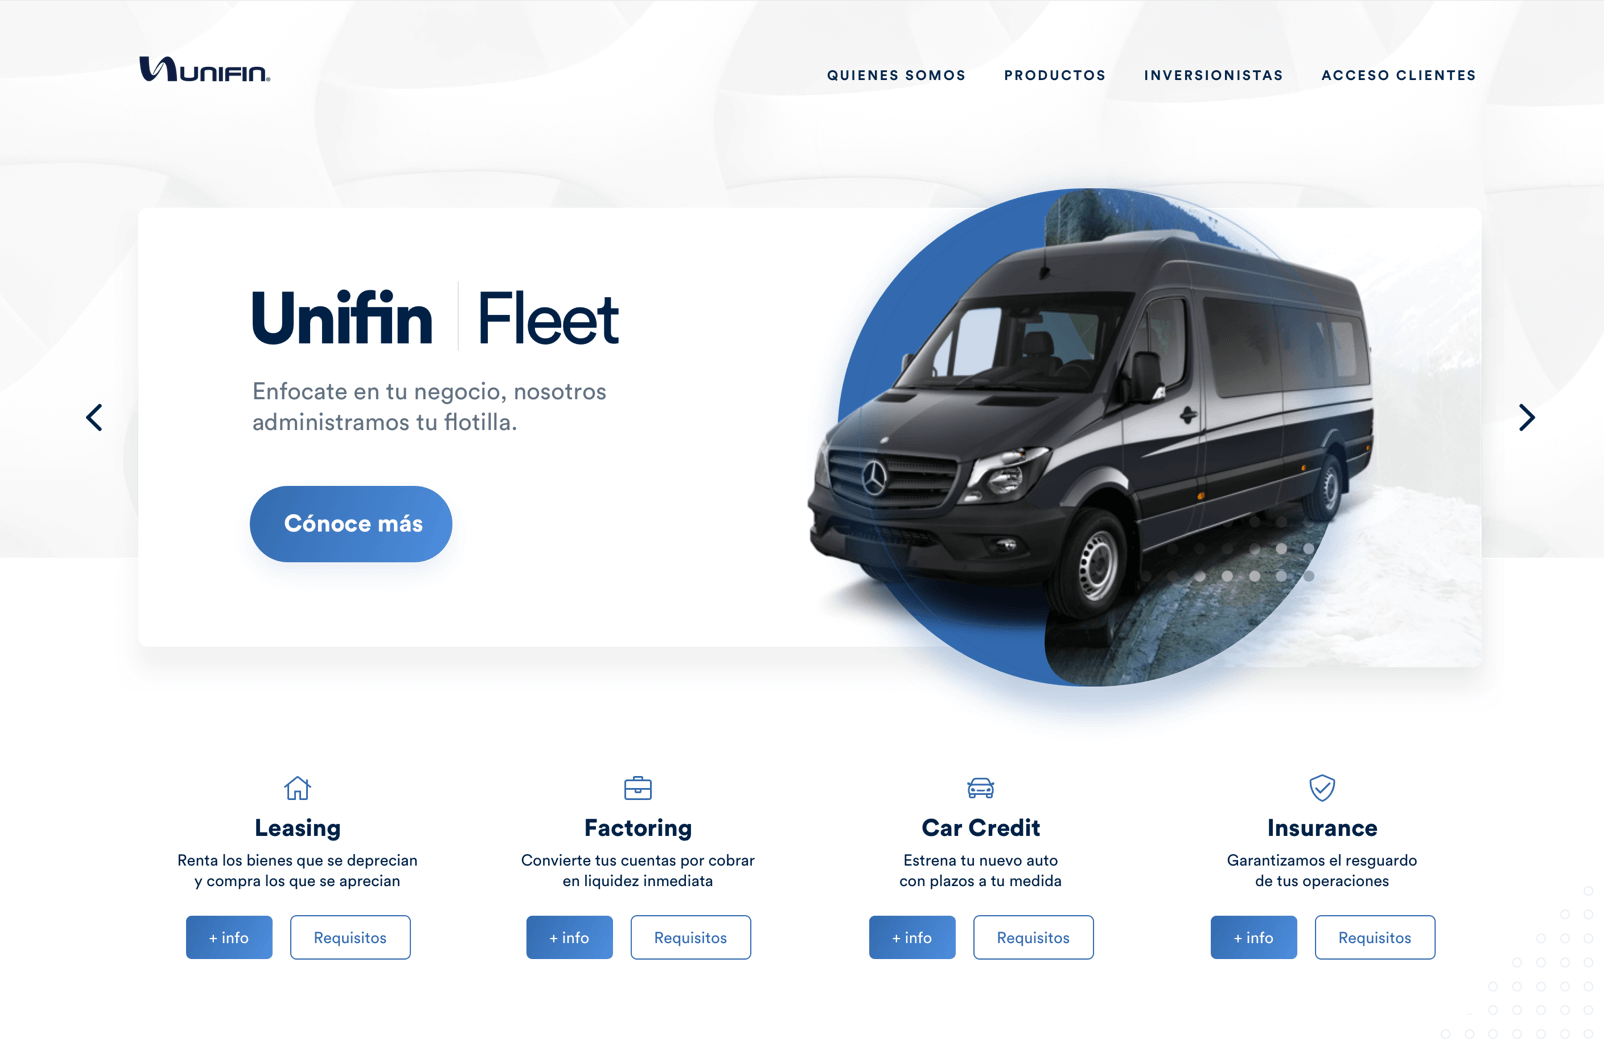 UNIFIN®
QUIENES SOMOS
PRODUCTOS
INVERSIONISTAS
ACCESO CLIENTES
Unifin | Fleet
Enfocate en tu negocio, nosotros
administramos tu flotilla.
Cónoce más
Leasing
Renta los bienes que se deprecian
y compra los que se aprecian
+ info
Requisitos
Factoring
Convierte tus cuentas por cobrar
en liquidez inmediata
+ info
Requisitos
Car Credit
Estrena tu nuevo auto
con plazos a tu medida
+ info
Requisitos
Insurance
Garantizamos el resguardo
de tus operaciones
+ info
Requisitos